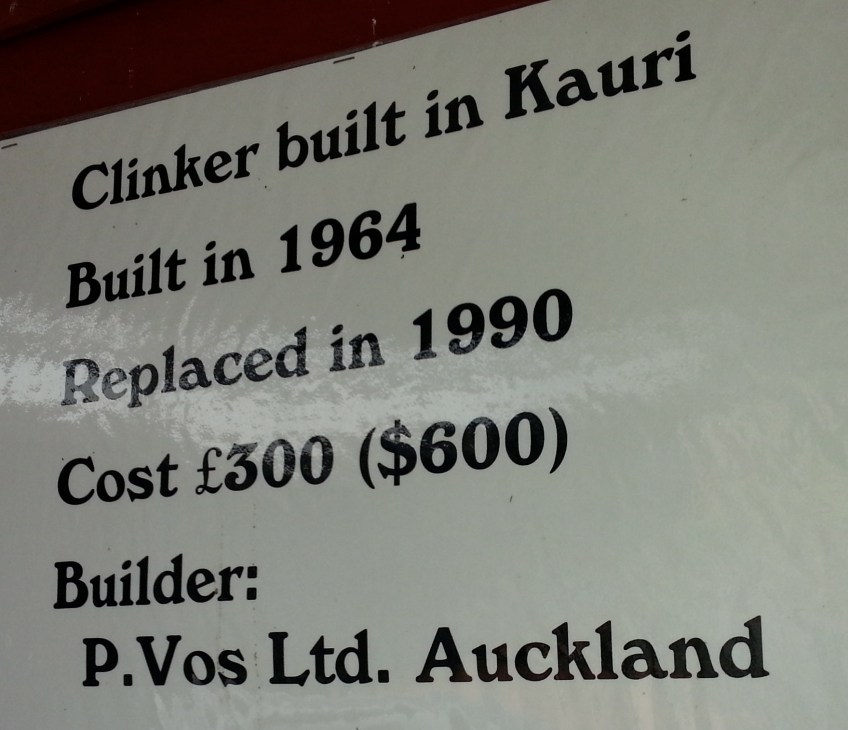 Clinker built in Kauri
Built in 1964
Replaced in 1990
Cost £300 ($600)
Builder:
P.Vos Ltd. Auckland